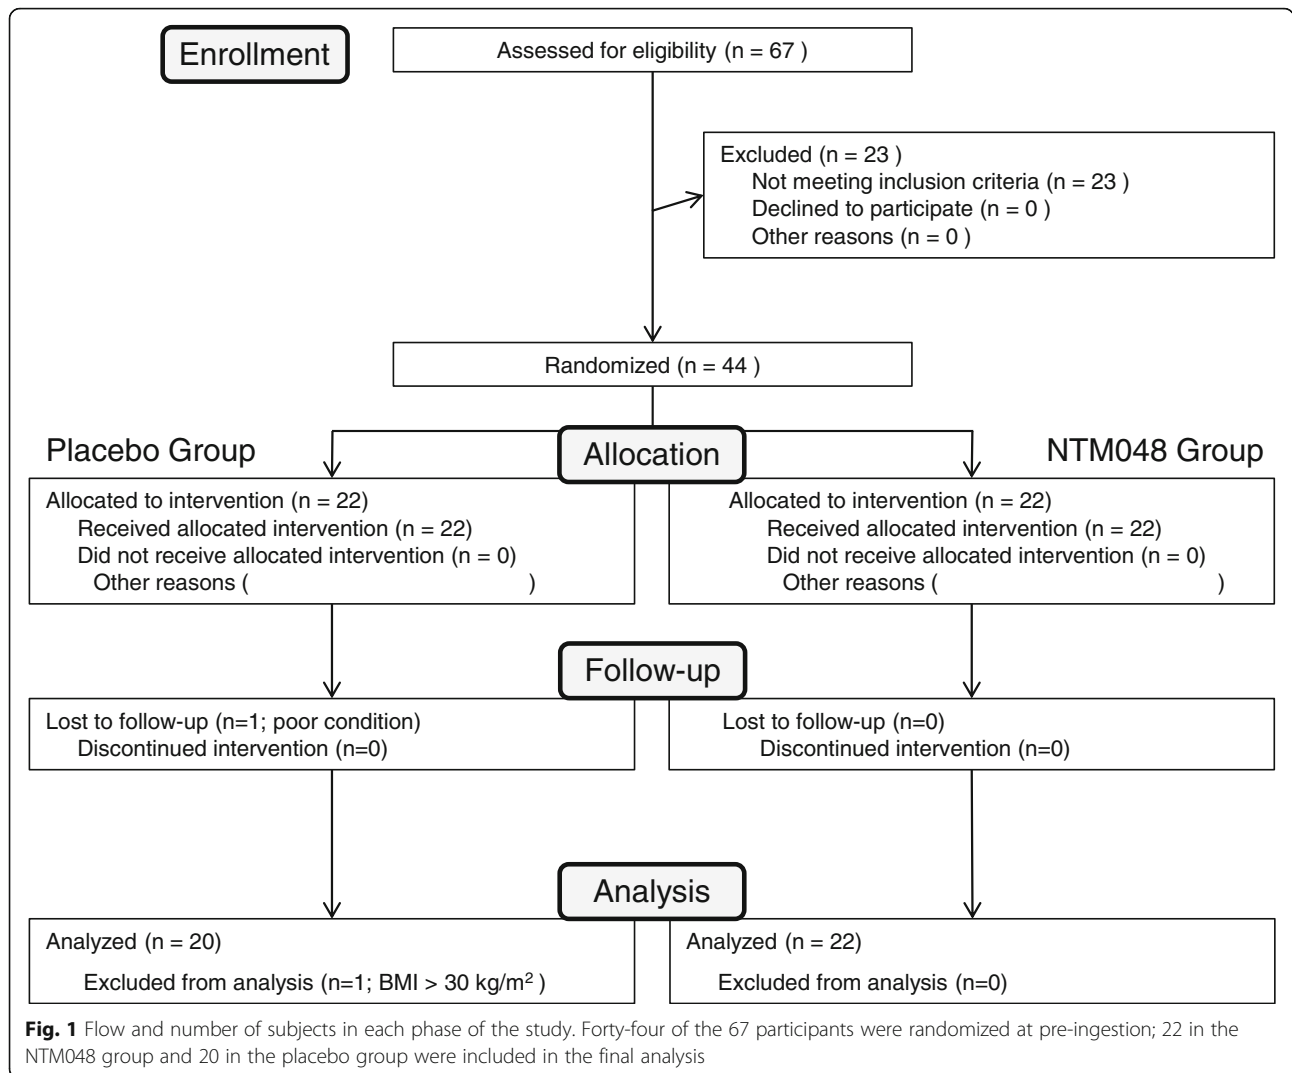 Enrollment
Assessed for eligibility (n = 67 )
Excluded (n = 23 )
Not meeting inclusion criteria (n = 23 )
Declined to participate (n = 0 )
Other reasons (n = 0 )
Randomized (n = 44 )
Placebo Group
Allocation
NTM048 Group
Allocated to intervention (n = 22)
Received allocated intervention (n = 22)
Did not receive allocated intervention (n = 0)
Other reasons ( )
Allocated to intervention (n = 22)
Received allocated intervention (n = 22)
Did not receive allocated intervention (n = 0)
Other reasons ( )
Follow-up
Lost to follow-up (n=1; poor condition)
Discontinued intervention (n=0)
Lost to follow-up (n=0)
Discontinued intervention (n=0)
Analysis
Analyzed (n = 20)
Excluded from analysis (n=1; BMI > 30 kg/m² )
Analyzed (n = 22)
Excluded from analysis (n=0)
Fig. 1 Flow and number of subjects in each phase of the study. Forty-four of the 67 participants were randomized at pre-ingestion; 22 in the
NTM048 group and 20 in the placebo group were included in the final analysis